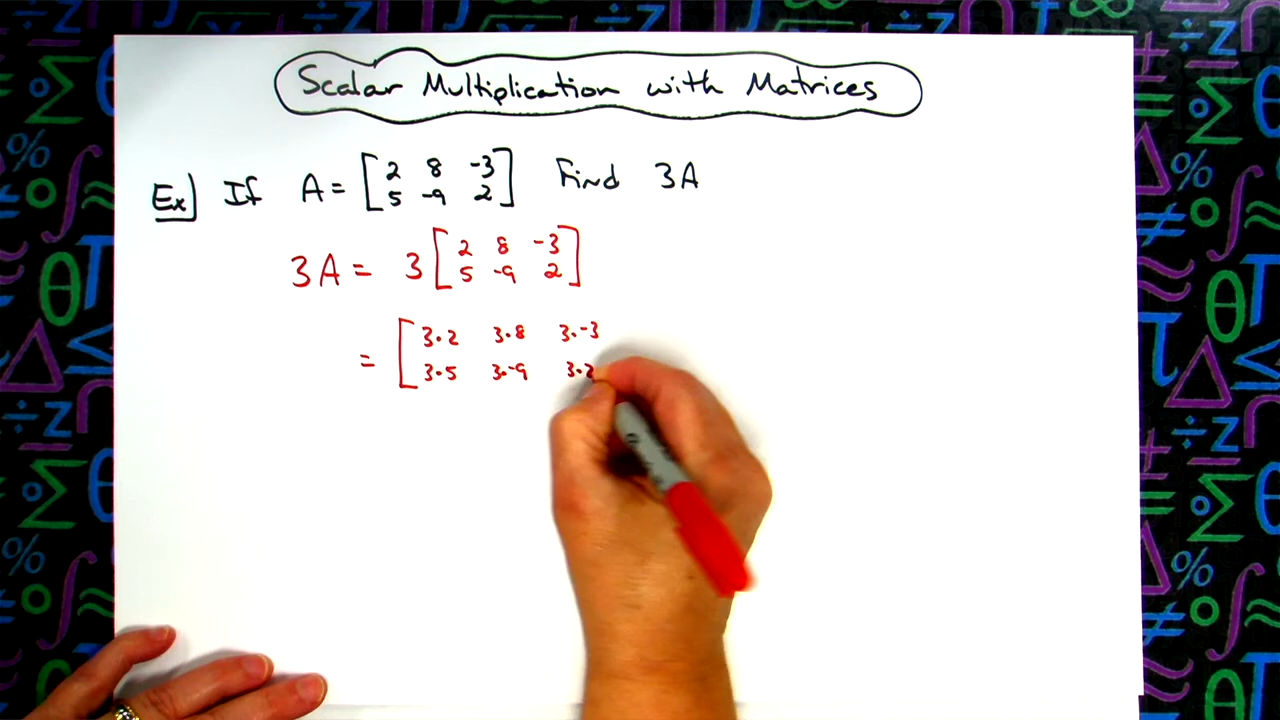 Scalar Multiplication with Matrices
Ex] If A = [2 8 -3] Find 3A
[5 -9 2]
3A = 3[2 8 -3]
[5 -9 2]
= [3•2 3•8 3•-3
3•5 3•-9 3•2